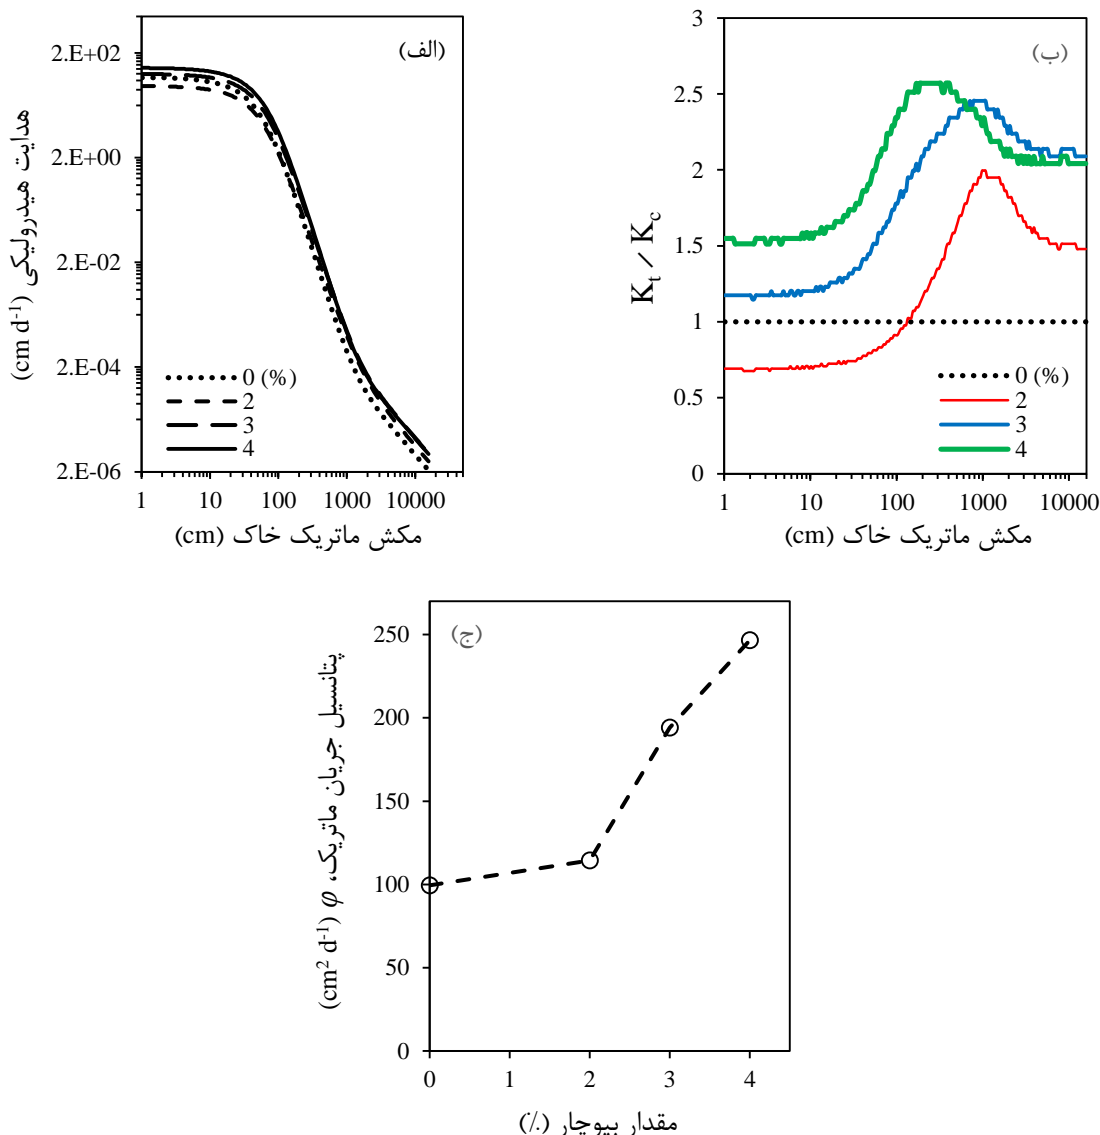 (الف)
2.E+02
2.E+00
2.E-02
2.E-04
2.E-06
هدایت هیدرولیکی (cm d-1)
0 (%)
2
3
4
1 10 100 1000 10000
مکش ماتریک خاک (cm)
(ب)
3
2.5
2
1.5
1
0.5
0
Kt / Kc
0 (%)
2
3
4
1 10 100 1000 10000
مکش ماتریک خاک (cm)
(ج)
250
200
150
100
50
0
پتانسیل جریان ماتریک، φ (cm2 d-1)
0 1 2 3 4
مقدار بیوچار (٪)